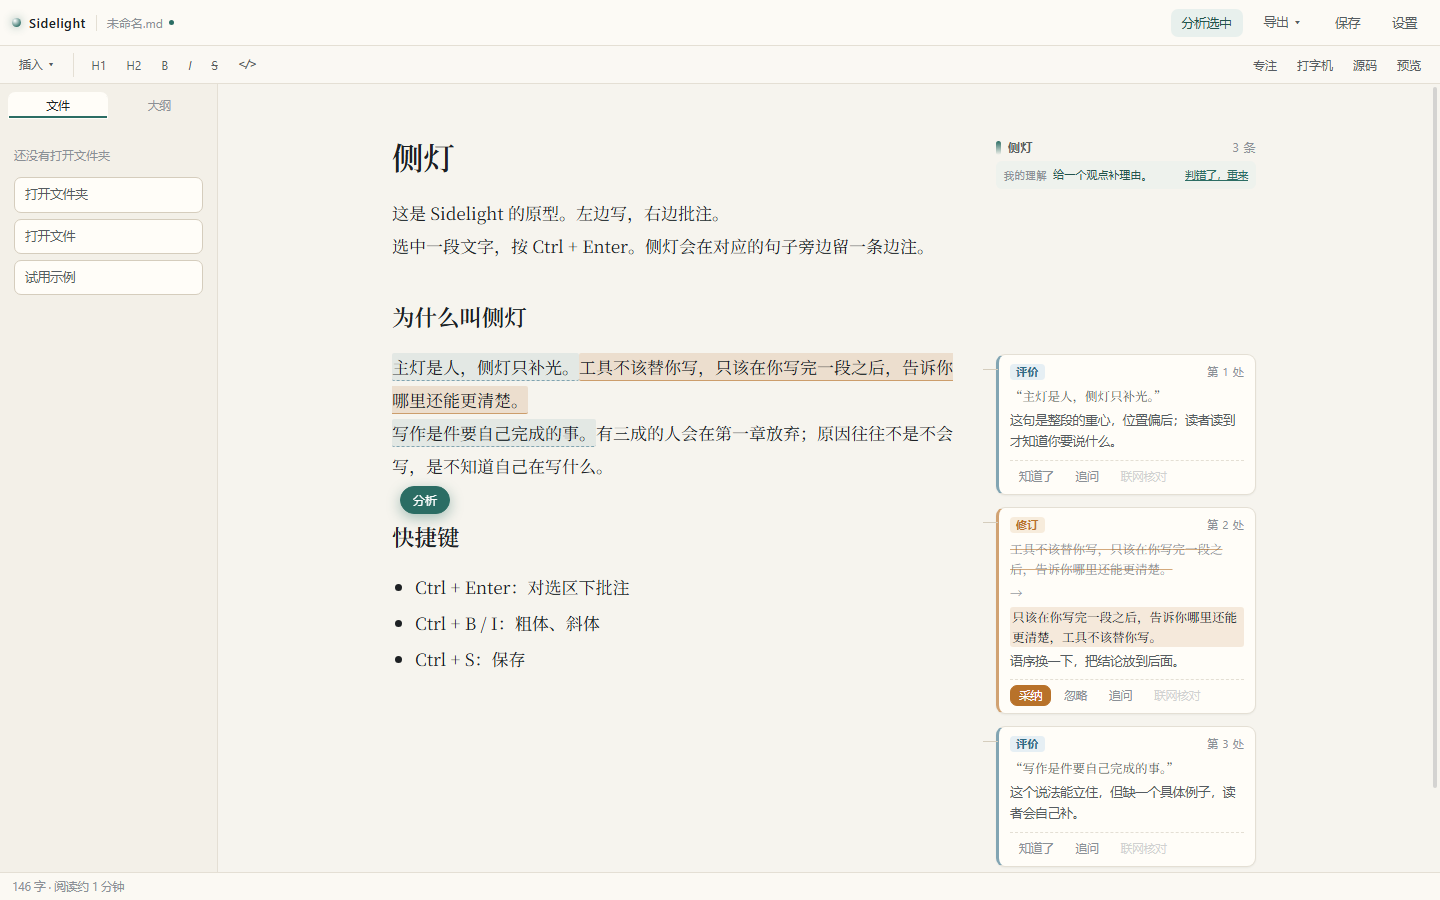 Sidelight
未命名.md
分析选中
导出
保存
设置
插入
H1
H2
B
I
S
</>
专注
打字机
源码
预览
文件
大纲
还没有打开文件夹
打开文件夹
打开文件
试用示例
侧灯
这是 Sidelight 的原型。左边写，右边批注。
选中一段文字，按 Ctrl + Enter。侧灯会在对应的句子旁边留一条边注。
为什么叫侧灯
主灯是人，侧灯只补光。工具不该替你写，只该在你写完一段之后，告诉你
哪里还能更清楚。
写作是件要自己完成的事。有三成的人会在第一章放弃；原因往往不是不会
写，是不知道自己在写什么。
分析
快捷键
Ctrl + Enter：对选区下批注
Ctrl + B / I：粗体、斜体
Ctrl + S：保存
侧灯
3 条
我的理解 给一个观点补理由。
判错了，重来
评价
第 1 处
“主灯是人，侧灯只补光。”
这句是整段的重心，位置偏后；读者读到
才知道你要说什么。
知道了
追问
联网核对
修订
第 2 处
工具不该替你写，只该在你写完一段之
后，告诉你哪里还能更清楚。
→
只该在你写完一段之后，告诉你哪里还能
更清楚，工具不该替你写。
语序换一下，把结论放到后面。
采纳
忽略
追问
联网核对
评价
第 3 处
“写作是件要自己完成的事。”
这个说法能立住，但缺一个具体例子，读
者会自己补。
知道了
追问
联网核对
146 字 · 阅读约 1 分钟